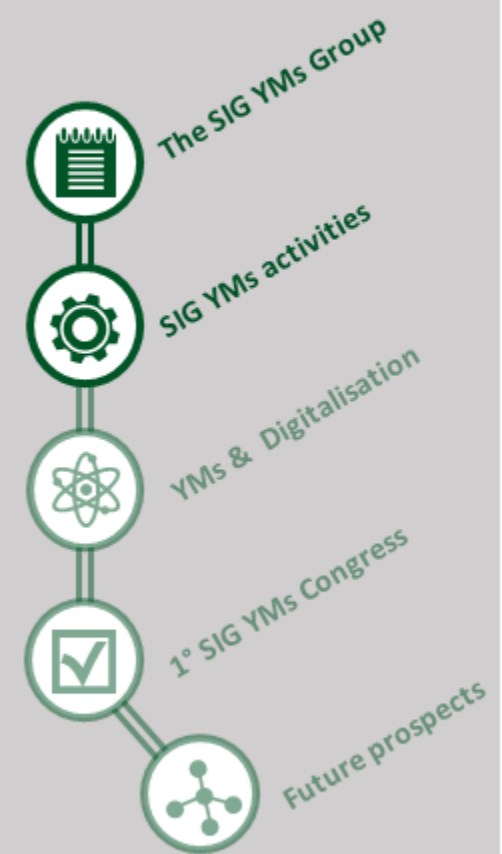 The SIG YMs Group
SIG YMs activities
YMs & Digitalisation
1° SIG YMs Congress
Future prospects